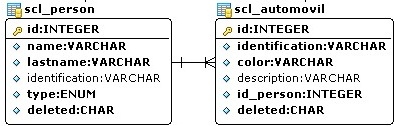 scl_person
id:INTEGER
name:VARCHAR
lastname:VARCHAR
identification:VARCHAR
type:ENUM
deleted:CHAR
scl_automovil
id:INTEGER
identification:VARCHAR
color:VARCHAR
description:VARCHAR
id_person:INTEGER
deleted:CHAR